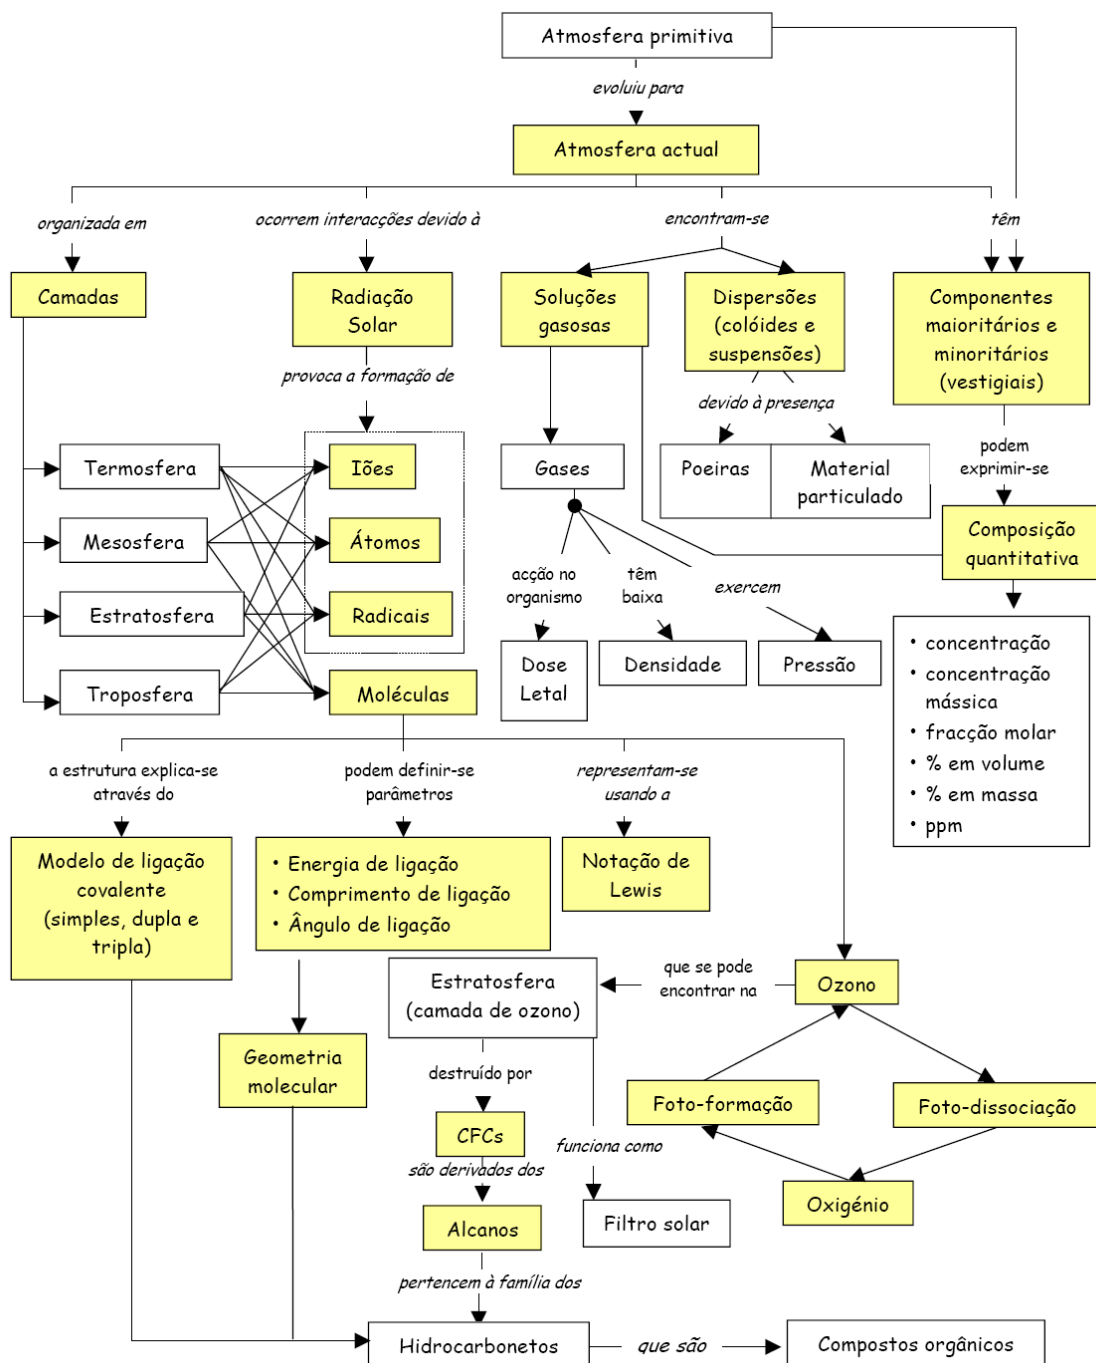 Atmosfera primitiva
evoluiu para
Atmosfera actual
organizada em
ocorrem interacções devido à
encontram-se
têm
Camadas
Radiação
Solar
Soluções
gasosas
Dispersões
(colóides e
suspensões)
Componentes
maioritários e
minoritários
(vestigiais)
provoca a formação de
devido à presença
podem
exprimir-se
Termosfera
Iões
Gases
Poeiras
Material
particulado
Mesosfera
Átomos
Composição
quantitativa
acção no
organismo
têm
baixa
exercem
Estratosfera
Radicais
Dose
Letal
Densidade
Pressão
• concentração
• concentração
mássica
• fracção molar
• % em volume
• % em massa
• ppm
Troposfera
Moléculas
a estrutura explica-se
através do
podem definir-se
parâmetros
representam-se
usando a
Modelo de ligação
covalente
(simples, dupla e
tripla)
• Energia de ligação
• Comprimento de ligação
• Ângulo de ligação
Notação de
Lewis
Estratosfera
(camada de ozono)
que se pode
encontrar na
Ozono
Geometria
molecular
destruído por
Foto-formação
Foto-dissociação
CFCs
funciona como
são derivados dos
Alcanos
Filtro solar
Oxigénio
pertencem à família dos
Hidrocarbonetos
que são
Compostos orgânicos